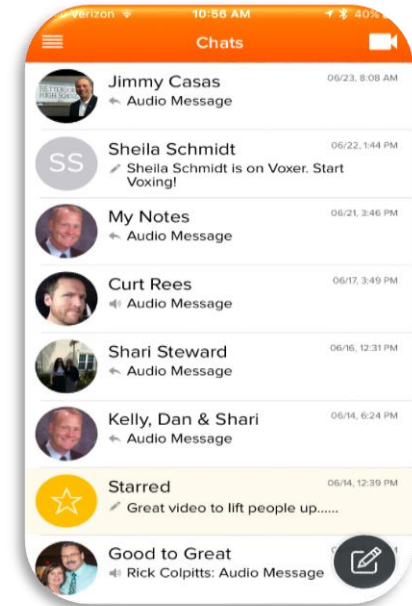 Verizon 10:56 AM 40%
Chats
Jimmy Casas 06/23, 8:08 AM
Audio Message
Sheila Schmidt 06/22, 1:44 PM
SS
Sheila Schmidt is on Voxer. Start
Voxing!
My Notes 06/21, 3:46 PM
Audio Message
Curt Rees 06/17, 3:49 PM
Audio Message
Shari Steward 06/16, 12:31 PM
Audio Message
Kelly, Dan & Shari 06/14, 6:24 PM
Audio Message
Starred 06/14, 12:39 PM
Great video to lift people up......
Good to Great
Rick Colpitts: Audio Message